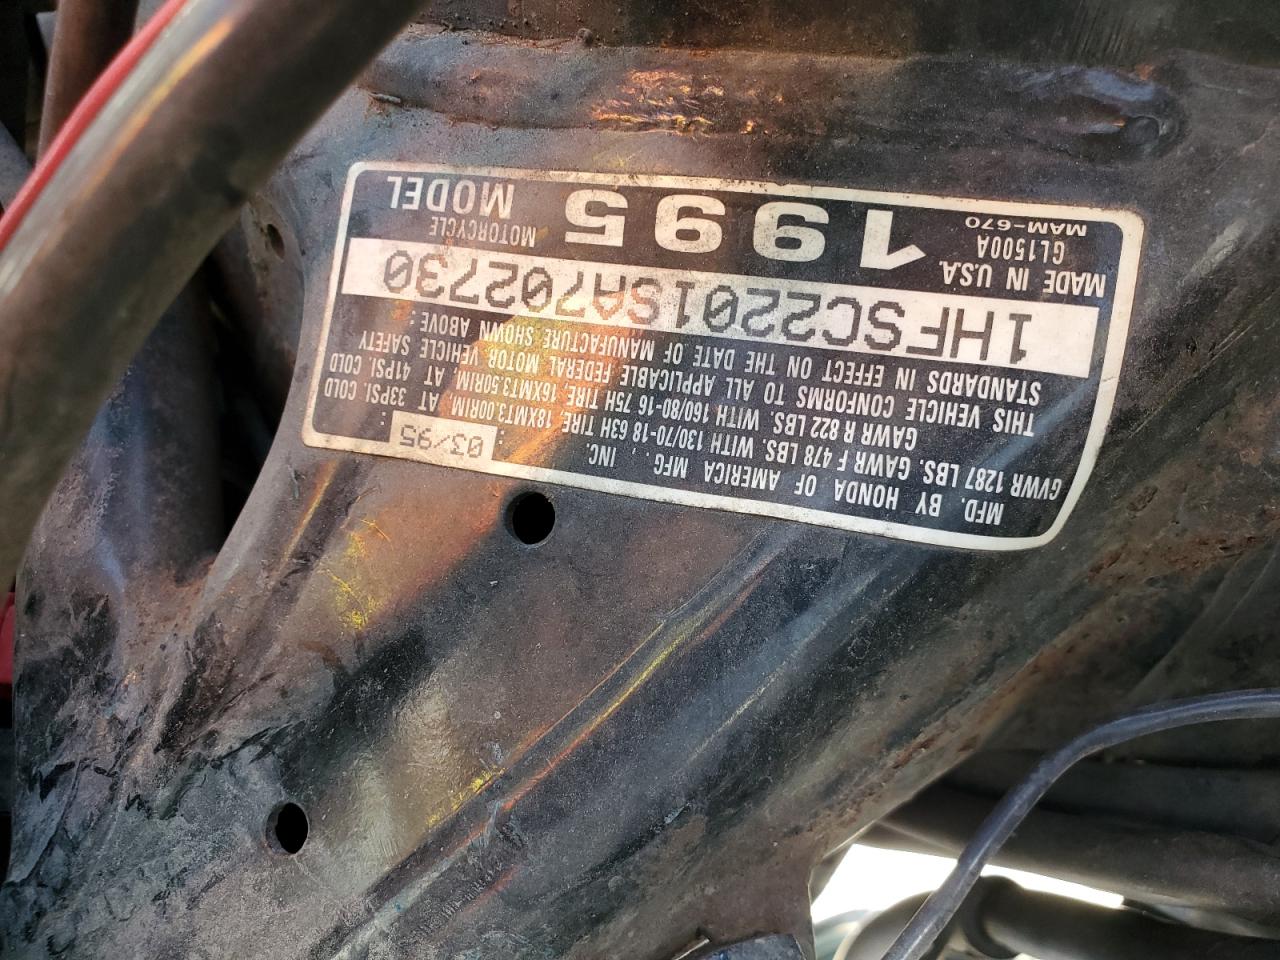 MFD. BY HONDA OF AMERICA MFG., INC. : 03/95 :
GVWR 1287 LBS. GAWR F 478 LBS. WITH 130/70-18 63H TIRE, 18XMT3.00RIM, AT 33PSI. COLD
GAWR R 822 LBS. WITH 160/80-16 75H TIRE, 16XMT3.50RIM, AT 41PSI. COLD
THIS VEHICLE CONFORMS TO ALL APPLICABLE FEDERAL MOTOR VEHICLE SAFETY
STANDARDS IN EFFECT ON THE DATE OF MANUFACTURE SHOWN ABOVE:
1HFSC2201SA702730
MADE IN U.S.A. MOTORCYCLE
GL1500A
MAM-670
1995 MODEL